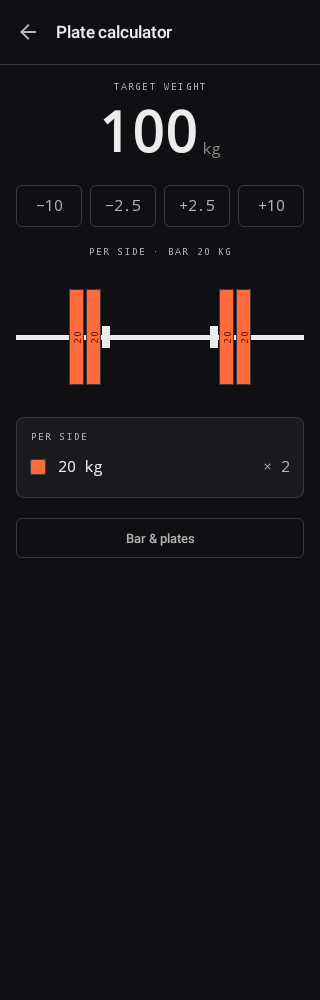 Plate calculator
TARGET WEIGHT
100 kg
−10 −2.5 +2.5 +10
PER SIDE · BAR 20 KG
20 20 20 20
PER SIDE
20 kg × 2
Bar & plates